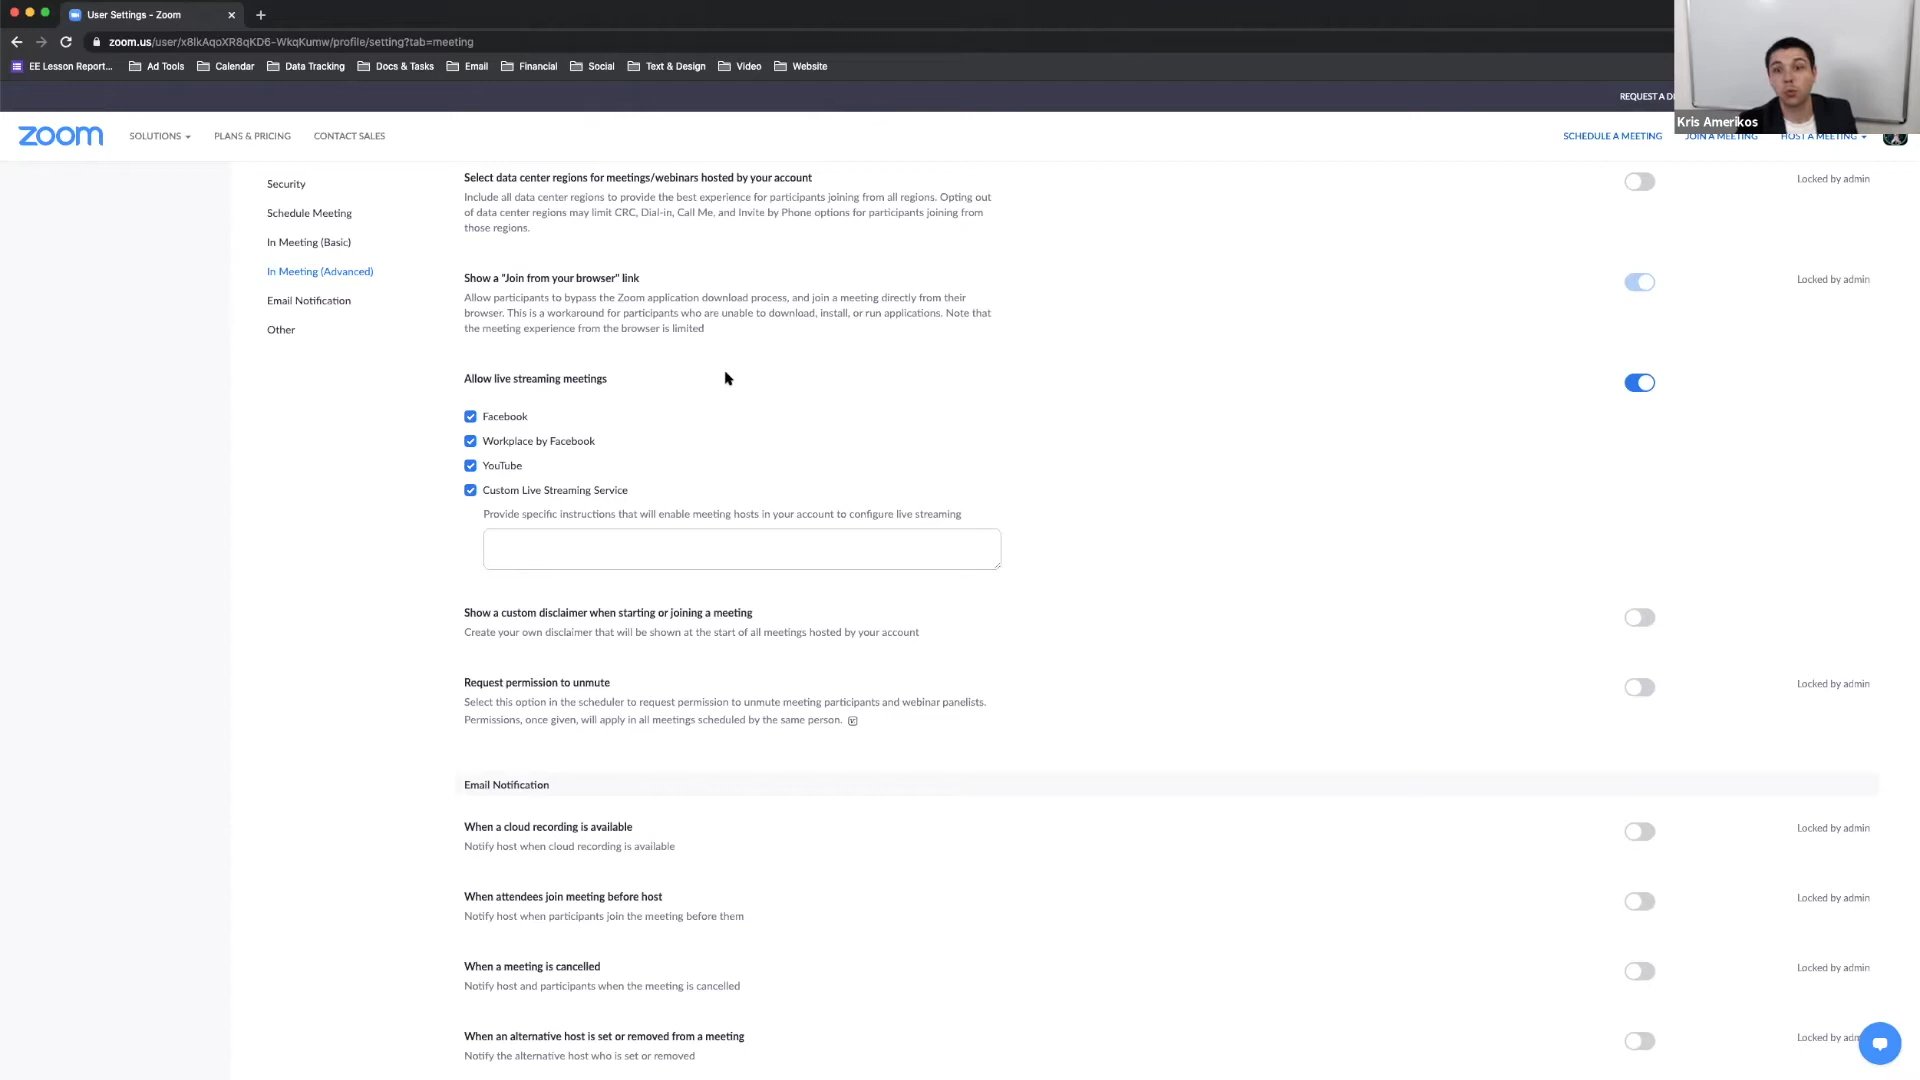 User Settings - Zoom
zoom.us/user/x8lkAqoXR8qKD6-WkqKumw/profile/setting?tab=meeting
EE Lesson Report...
Ad Tools
Calendar
Data Tracking
Docs & Tasks
Email
Financial
Social
Text & Design
Video
Website
REQUEST A D
Kris Amerikos
zoom
SOLUTIONS
PLANS & PRICING
CONTACT SALES
SCHEDULE A MEETING
JOIN A MEETING
HOST A MEETING
Security
Schedule Meeting
In Meeting (Basic)
In Meeting (Advanced)
Email Notification
Other
Select data center regions for meetings/webinars hosted by your account
Locked by admin
Include all data center regions to provide the best experience for participants joining from all regions. Opting out
of data center regions may limit CRC, Dial-in, Call Me, and Invite by Phone options for participants joining from
those regions.
Show a "Join from your browser" link
Locked by admin
Allow participants to bypass the Zoom application download process, and join a meeting directly from their
browser. This is a workaround for participants who are unable to download, install, or run applications. Note that
the meeting experience from the browser is limited
Allow live streaming meetings
Facebook
Workplace by Facebook
YouTube
Custom Live Streaming Service
Provide specific instructions that will enable meeting hosts in your account to configure live streaming
Show a custom disclaimer when starting or joining a meeting
Create your own disclaimer that will be shown at the start of all meetings hosted by your account
Request permission to unmute
Locked by admin
Select this option in the scheduler to request permission to unmute meeting participants and webinar panelists.
Permissions, once given, will apply in all meetings scheduled by the same person.
Email Notification
When a cloud recording is available
Locked by admin
Notify host when cloud recording is available
When attendees join meeting before host
Locked by admin
Notify host when participants join the meeting before them
When a meeting is cancelled
Locked by admin
Notify host and participants when the meeting is cancelled
When an alternative host is set or removed from a meeting
Locked by adm
Notify the alternative host who is set or removed